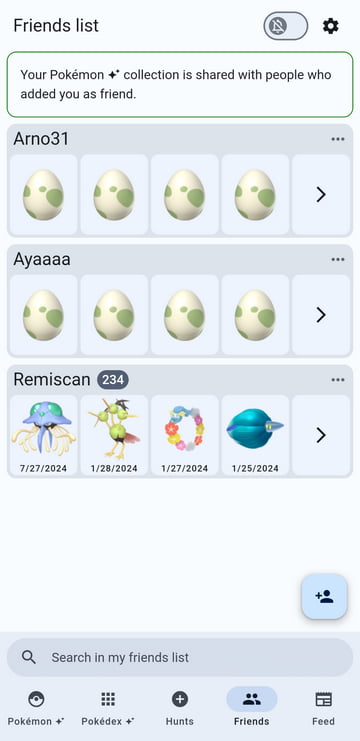 Friends list
Your Pokémon collection is shared with people who
added you as friend.
Arno31
Ayaaaa
Remiscan 234
7/27/2024 1/28/2024 1/27/2024 1/25/2024
Search in my friends list
Pokémon Pokédex Hunts Friends Feed